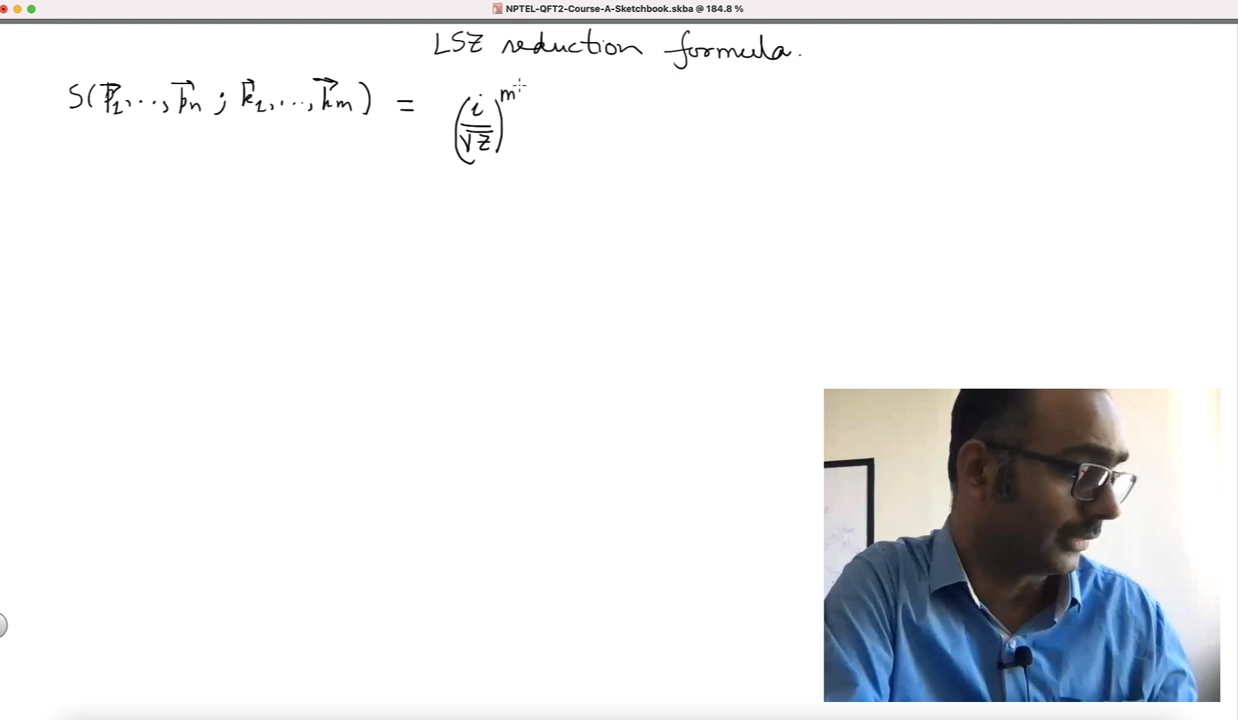 NPTEL-QFT2-Course-A-Sketchbook.skba @ 184.8 %
LSZ reduction formula.
S(p⃗₁,..,p⃗ₙ ; k⃗₁,...,k⃗ₘ) = (i/√Z)^m+